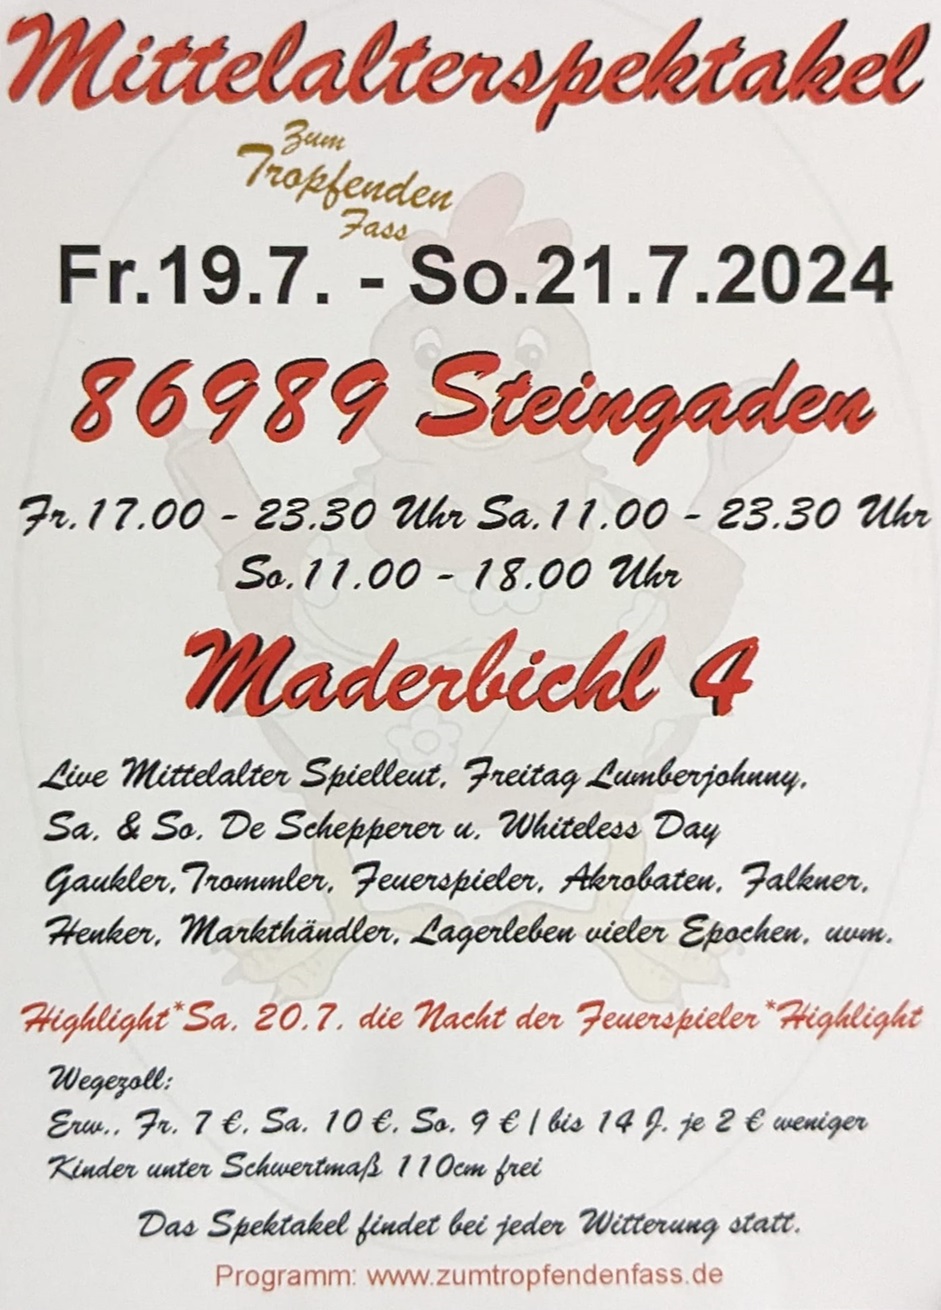 Mittelalterspektakel
Zum
Tropfenden
Fass
Fr.19.7. - So.21.7.2024
86989 Steingaden
Fr.17.00 - 23.30 Uhr Sa.11.00 - 23.30 Uhr
So.11.00 - 18.00 Uhr
Maderbichl 4
Live Mittelalter Spielleut, Freitag Lumberjohnny,
Sa. & So. De Schepperer u. Whiteless Day
Gaukler,Trommler, Feuerspieler, Akrobaten, Falkner,
Henker, Markthändler, Lagerleben vieler Epochen, uvm.
Highlight*Sa. 20.7. die Nacht der Feuerspieler*Highlight
Wegezoll:
Erw., Fr. 7 €, Sa. 10 €, So. 9 € / bis 14 J. je 2 € weniger
Kinder unter Schwertmaß 110cm frei
Das Spektakel findet bei jeder Witterung statt.
Programm: www.zumtropfendenfass.de